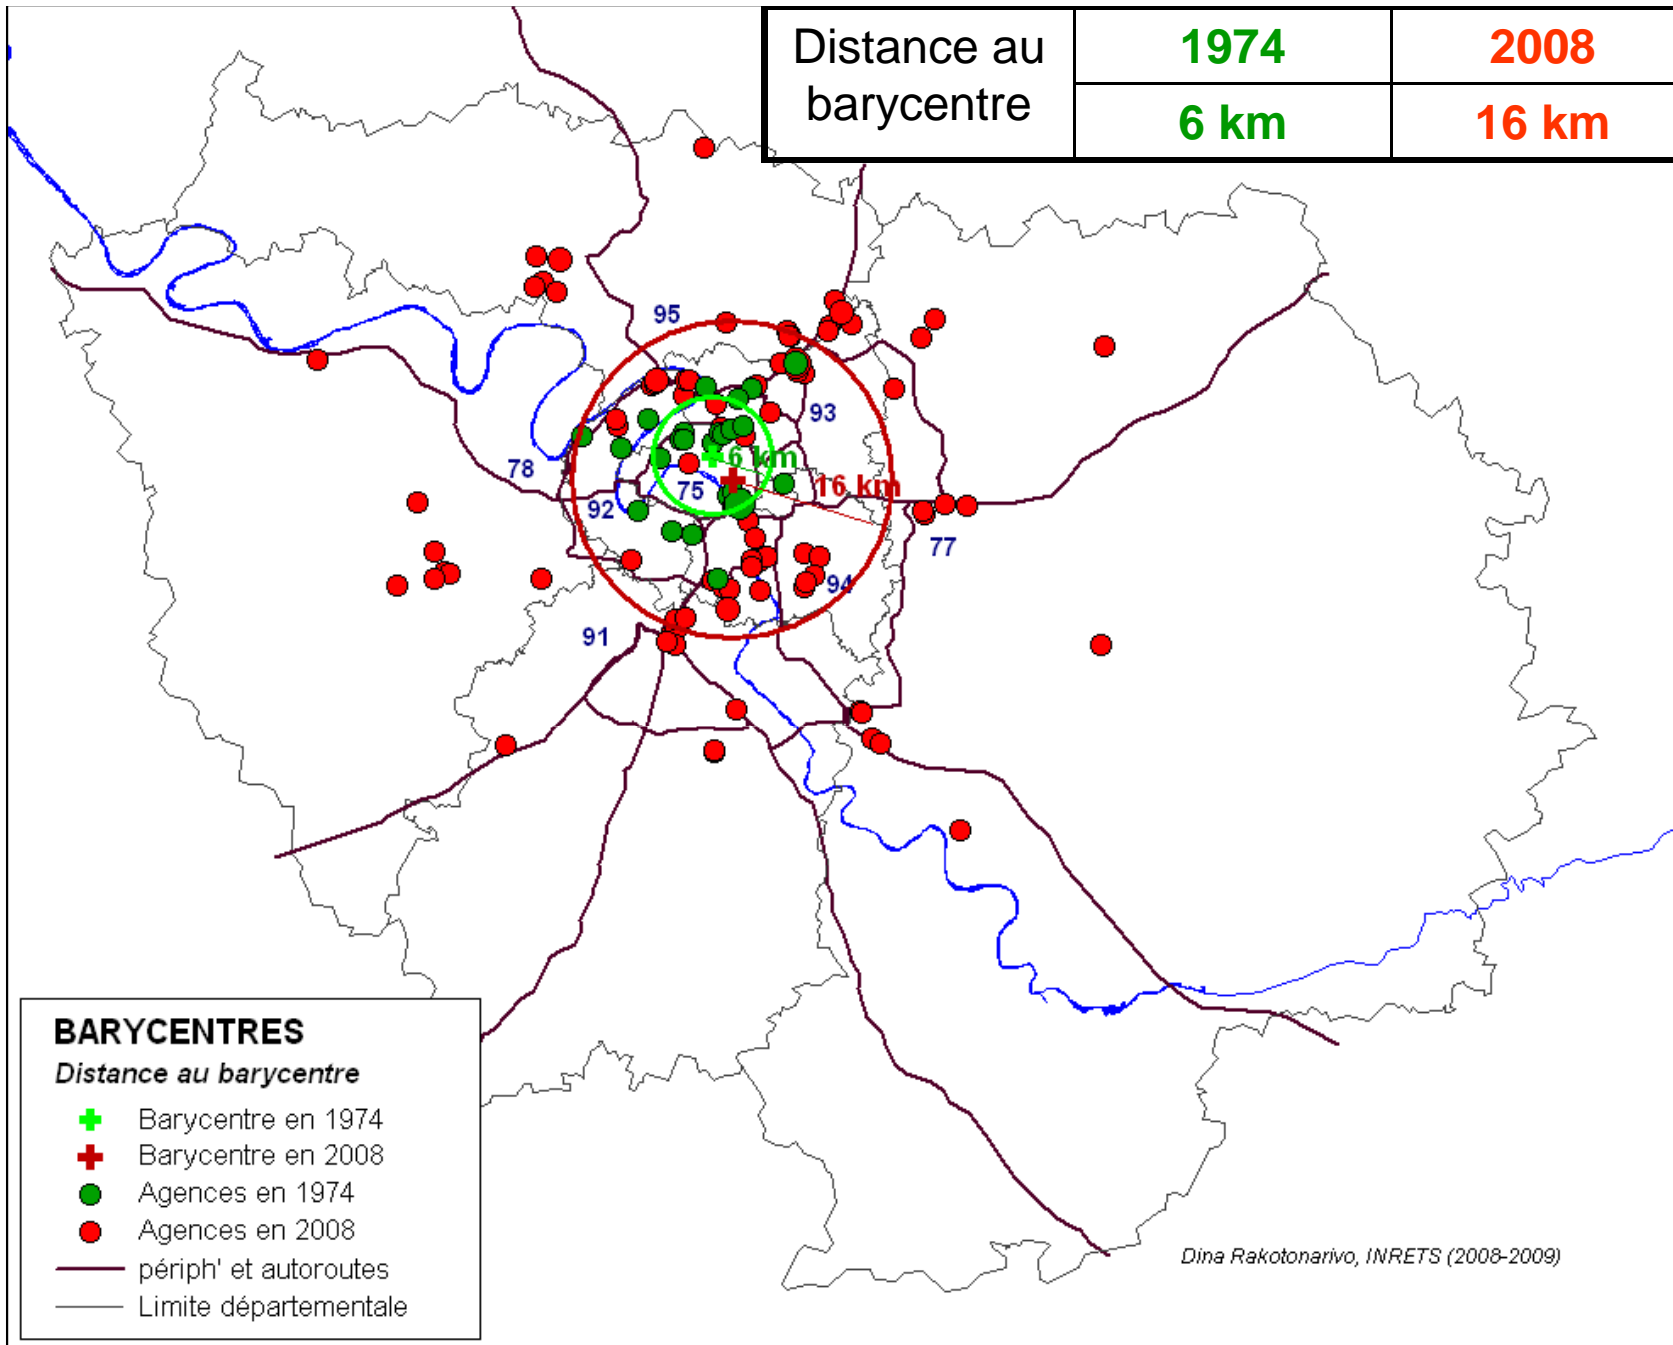 Distance au
barycentre
1974
2008
6 km
16 km
95
93
78
6 km
75
16 km
92
77
94
91
BARYCENTRES
Distance au barycentre
Barycentre en 1974
Barycentre en 2008
Agences en 1974
Agences en 2008
périph' et autoroutes
Limite départementale
Dina Rakotonarivo, INRETS (2008-2009)